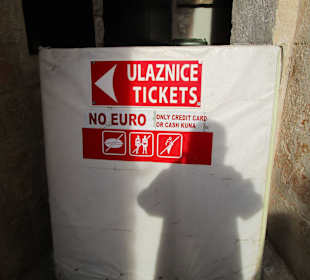 ULAZNICE
TICKETS
NO EURO
ONLY CREDIT CARD
OR CASH KUNA